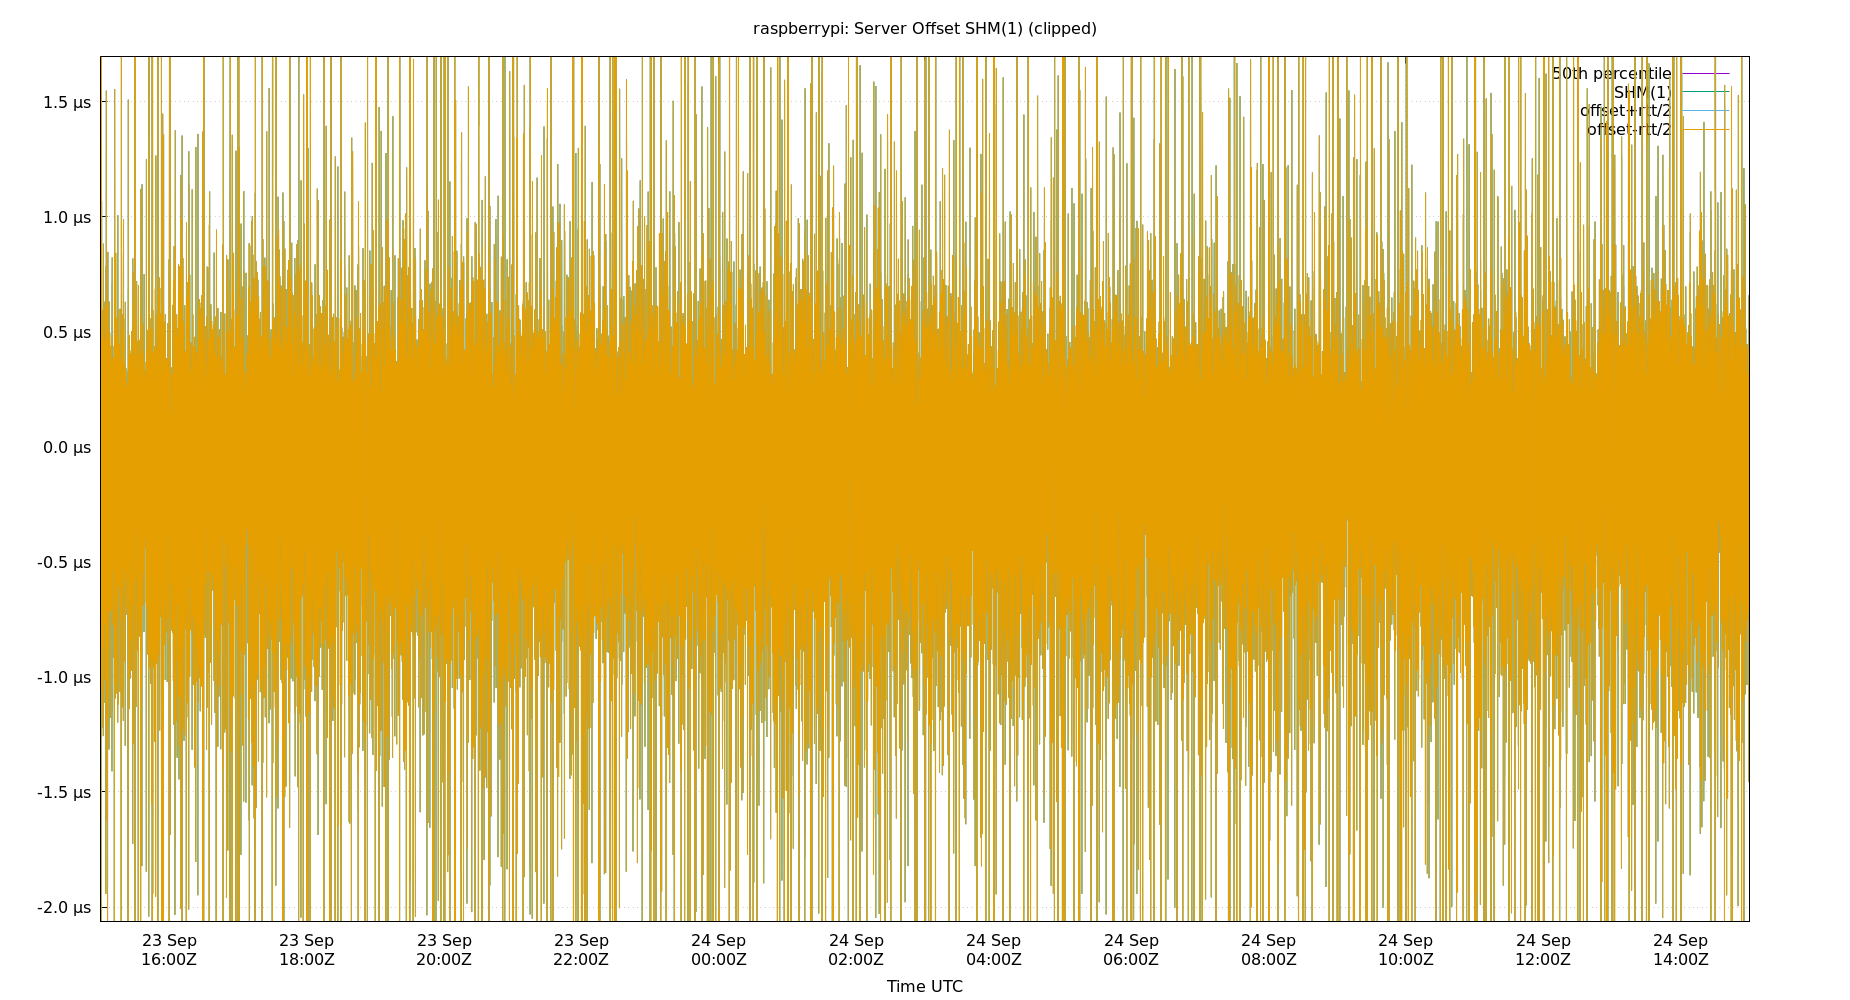 raspberrypi: Server Offset SHM(1) (clipped)
50th percentile
SHM(1)
offset+rtt/2
offset-rtt/2
1.5 µs
1.0 µs
0.5 µs
0.0 µs
-0.5 µs
-1.0 µs
-1.5 µs
-2.0 µs
23 Sep 23 Sep 23 Sep 23 Sep 24 Sep 24 Sep 24 Sep 24 Sep 24 Sep 24 Sep 24 Sep 24 Sep
16:00Z 18:00Z 20:00Z 22:00Z 00:00Z 02:00Z 04:00Z 06:00Z 08:00Z 10:00Z 12:00Z 14:00Z
Time UTC